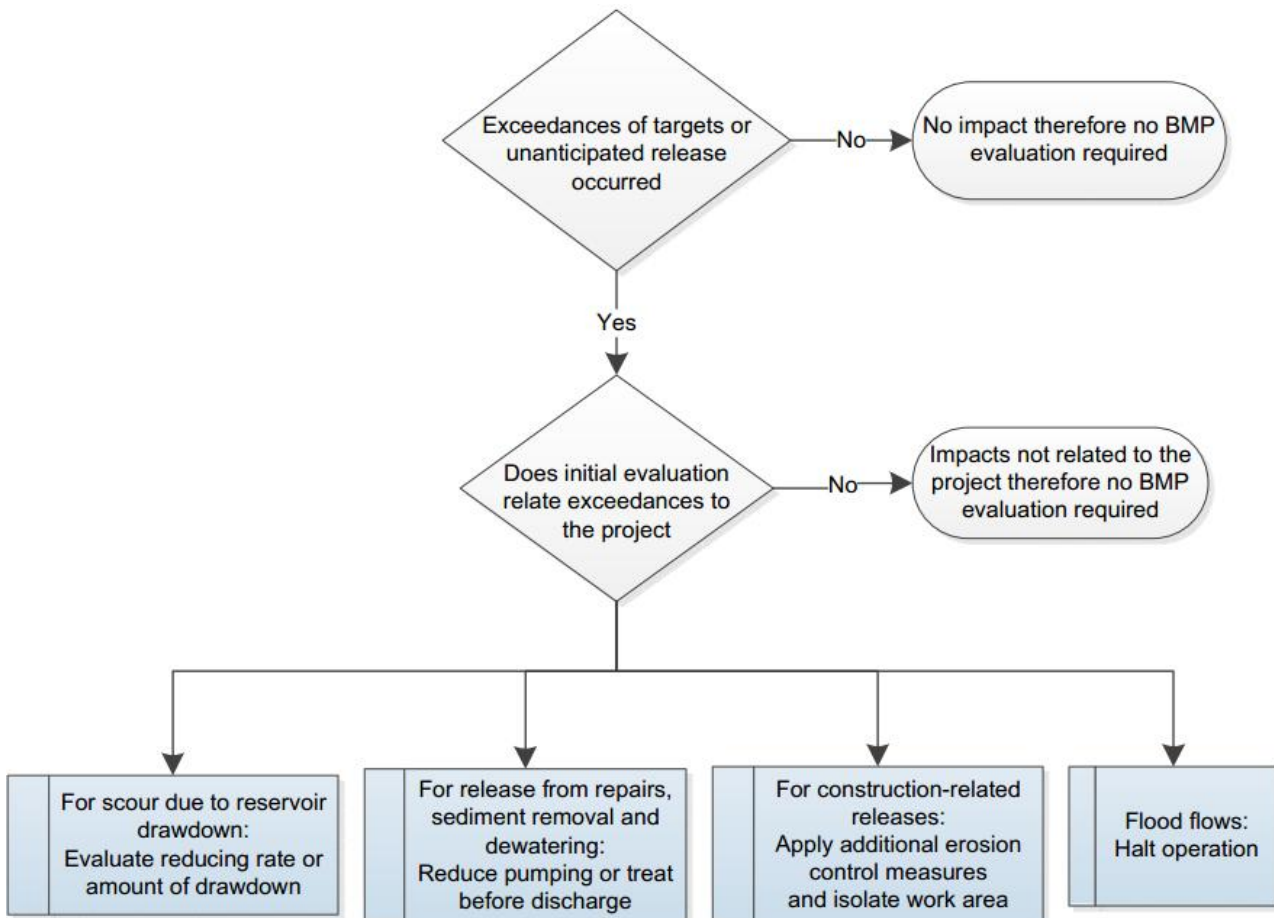 Exceedances of targets or
unanticipated release
occurred
No
No impact therefore no BMP
evaluation required
Yes
Does initial evaluation
relate exceedances to
the project
No
Impacts not related to the
project therefore no BMP
evaluation required
For scour due to reservoir
drawdown:
Evaluate reducing rate or
amount of drawdown
For release from repairs,
sediment removal and
dewatering:
Reduce pumping or treat
before discharge
For construction-related
releases:
Apply additional erosion
control measures
and isolate work area
Flood flows:
Halt operation